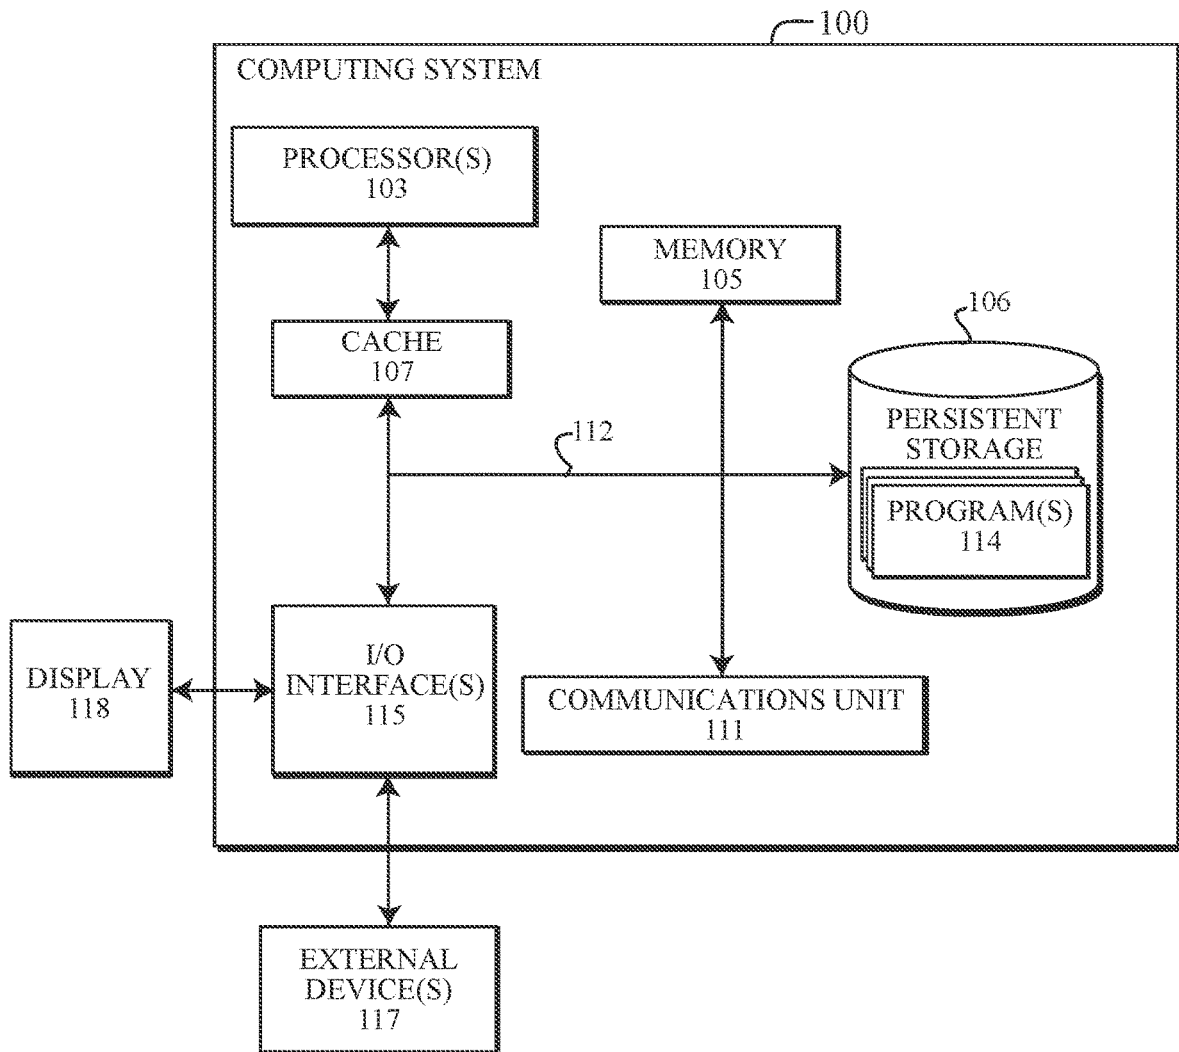 100
COMPUTING SYSTEM
PROCESSOR(S)
103
MEMORY
105
CACHE
107
106
PERSISTENT
STORAGE
112
PROGRAM(S)
114
I/O
INTERFACE(S)
115
DISPLAY
118
COMMUNICATIONS UNIT
111
EXTERNAL
DEVICE(S)
117